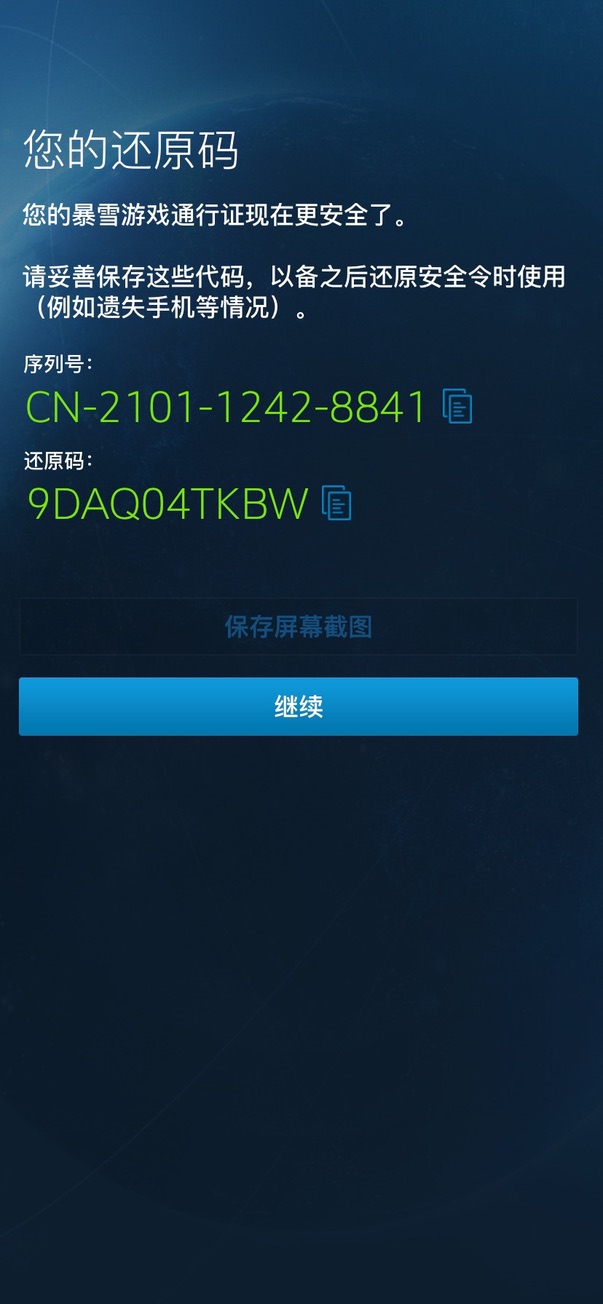 您的还原码
您的暴雪游戏通行证现在更安全了。
请妥善保存这些代码，以备之后还原安全令时使用
（例如遗失手机等情况）。
序列号：
CN-2101-1242-8841
还原码：
9DAQ04TKBW
保存屏幕截图
继续